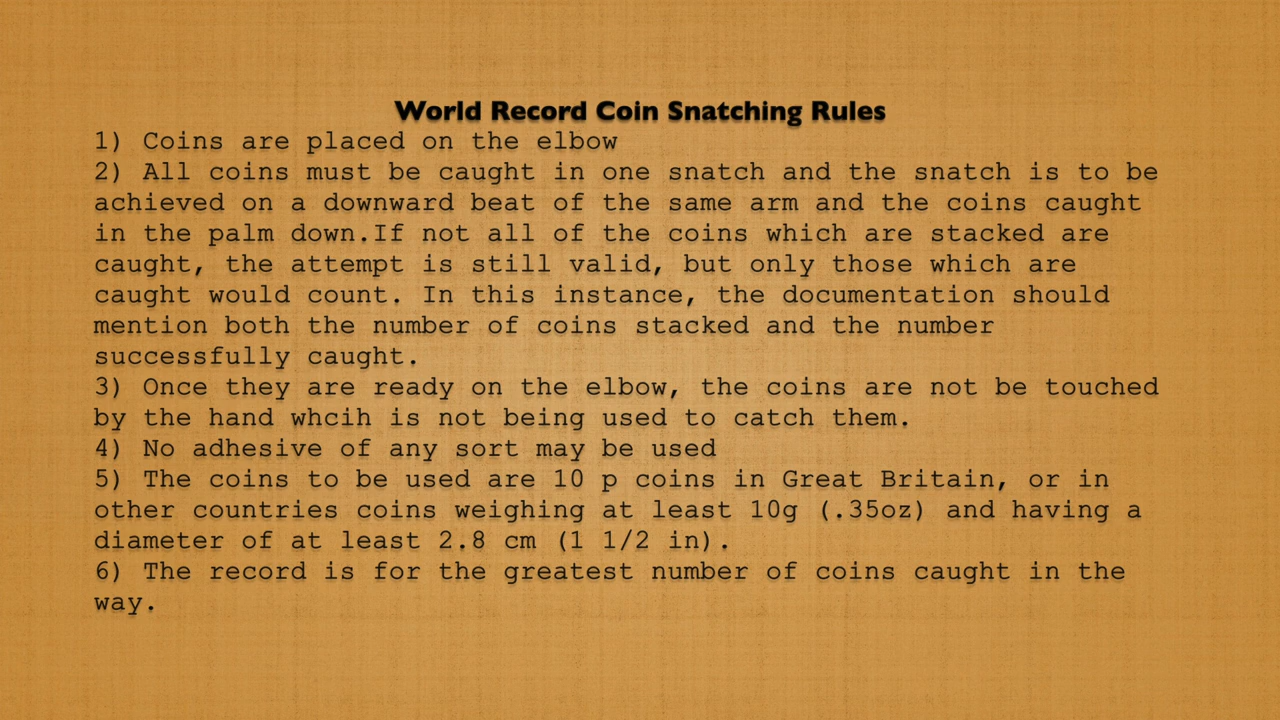 World Record Coin Snatching Rules
1) Coins are placed on the elbow
2) All coins must be caught in one snatch and the snatch is to be
achieved on a downward beat of the same arm and the coins caught
in the palm down.If not all of the coins which are stacked are
caught, the attempt is still valid, but only those which are
caught would count. In this instance, the documentation should
mention both the number of coins stacked and the number
successfully caught.
3) Once they are ready on the elbow, the coins are not be touched
by the hand whcih is not being used to catch them.
4) No adhesive of any sort may be used
5) The coins to be used are 10 p coins in Great Britain, or in
other countries coins weighing at least 10g (.35oz) and having a
diameter of at least 2.8 cm (1 1/2 in).
6) The record is for the greatest number of coins caught in the
way.